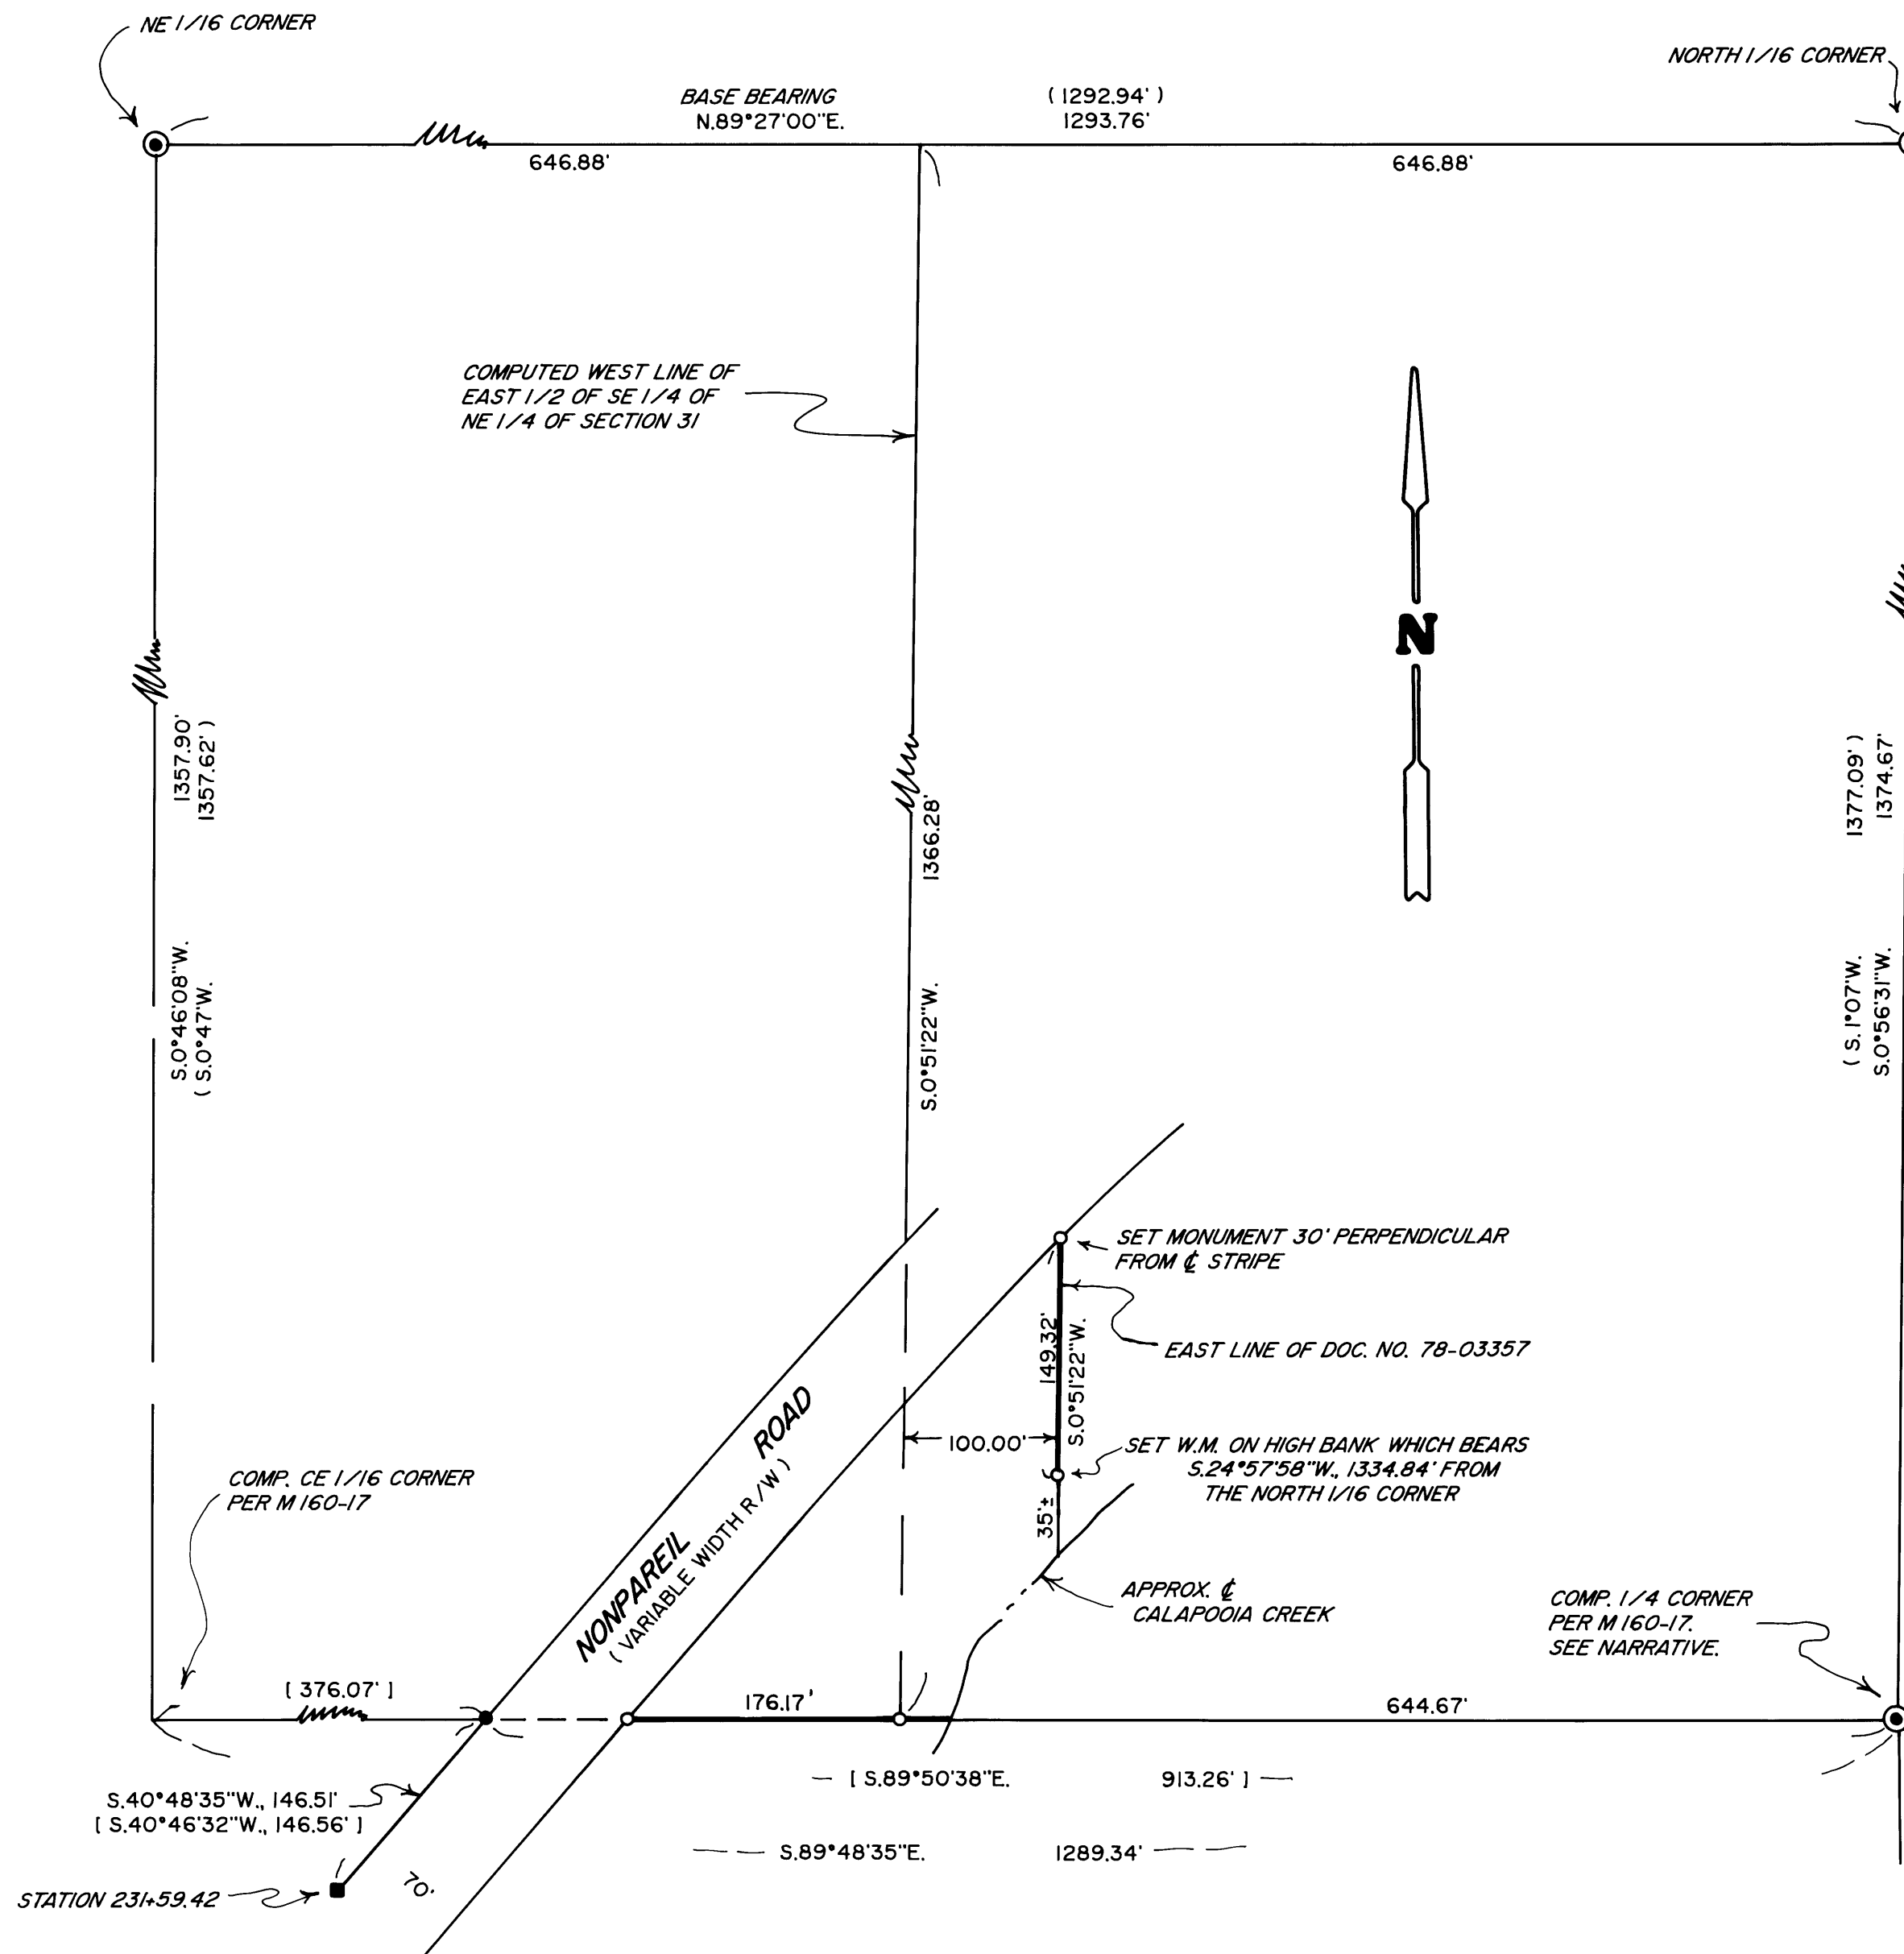 NE 1/16 CORNER
NORTH 1/16 CORNER
BASE BEARING
N.89°27'00"E.
( 1292.94' )
1293.76'
646.88'
646.88'
COMPUTED WEST LINE OF
EAST 1/2 OF SE 1/4 OF
NE 1/4 OF SECTION 31
N
1357.90'
1357.62' )
S.0°46'08"W.
( S.0°47'W.
1366.28'
S.0°51'22"W.
1377.09' )
1374.67'
( S.1°07'W.
S.0°56'31"W.
SET MONUMENT 30' PERPENDICULAR
FROM ℄ STRIPE
149.32'
S.0°51'22"W.
EAST LINE OF DOC. NO. 78-03357
100.00'
SET W.M. ON HIGH BANK WHICH BEARS
S.24°57'58"W., 1334.84' FROM
THE NORTH 1/16 CORNER
35'±
NONPAREIL ROAD
( VARIABLE WIDTH R/W )
COMP. CE 1/16 CORNER
PER M 160-17
APPROX. ℄
CALAPOOIA CREEK
COMP. 1/4 CORNER
PER M 160-17.
SEE NARRATIVE.
[ 376.07' ]
176.17'
644.67'
[ S.89°50'38"E. 913.26' ]
S.40°48'35"W., 146.51'
[ S.40°46'32"W., 146.56' ]
S.89°48'35"E. 1289.34'
70'
STATION 231+59.42